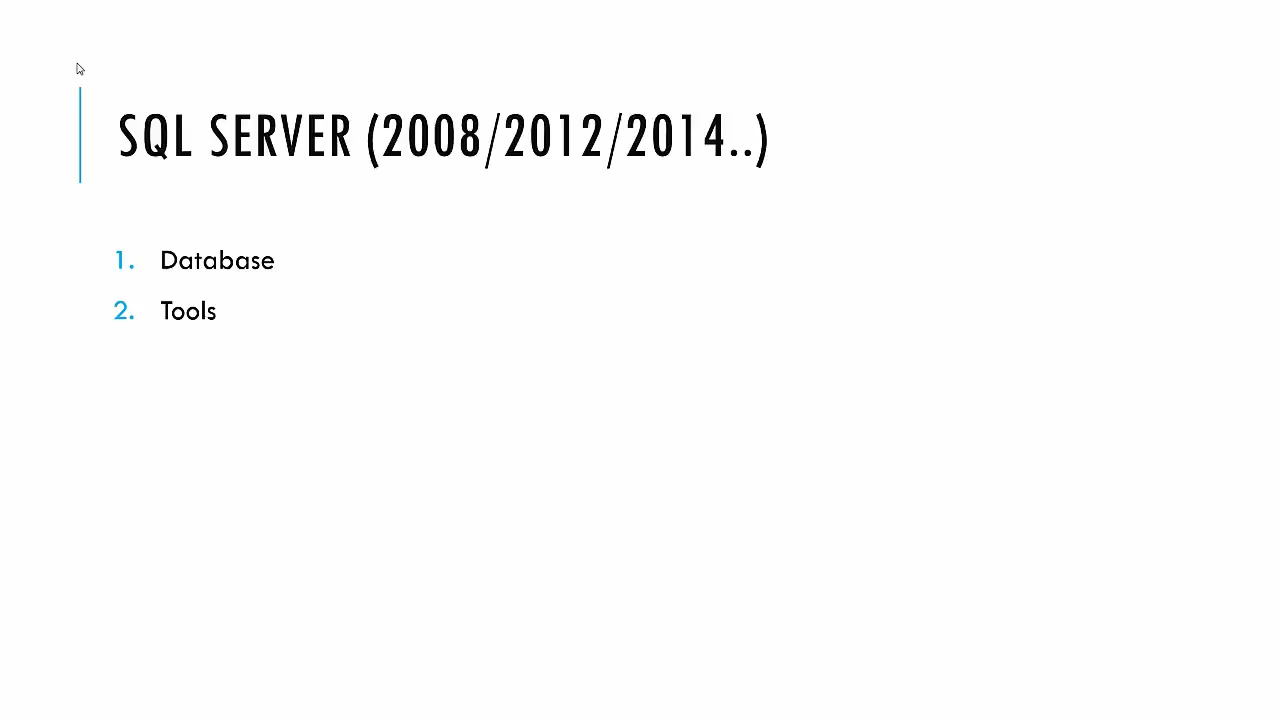 SQL SERVER (2008/2012/2014..)
1. Database
2. Tools